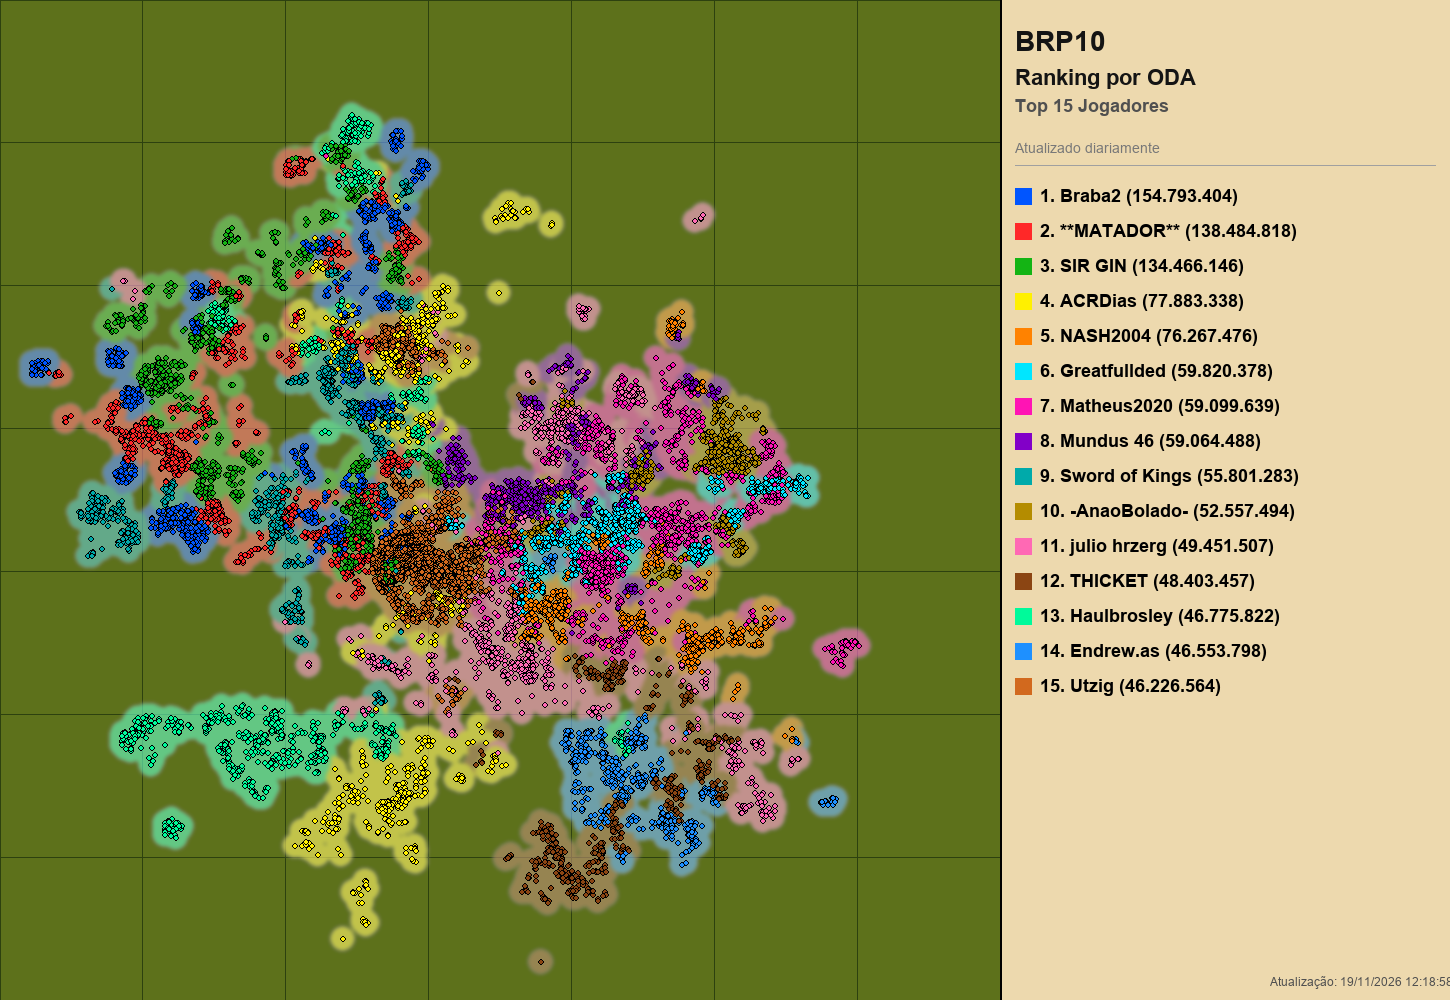 BRP10
Ranking por ODA
Top 15 Jogadores
Atualizado diariamente
1. Braba2 (154.793.404)
2. **MATADOR** (138.484.818)
3. SIR GIN (134.466.146)
4. ACRDias (77.883.338)
5. NASH2004 (76.267.476)
6. Greatfullded (59.820.378)
7. Matheus2020 (59.099.639)
8. Mundus 46 (59.064.488)
9. Sword of Kings (55.801.283)
10. -AnaoBolado- (52.557.494)
11. julio hrzerg (49.451.507)
12. THICKET (48.403.457)
13. Haulbrosley (46.775.822)
14. Endrew.as (46.553.798)
15. Utzig (46.226.564)
Atualização: 19/11/2026 12:18:58